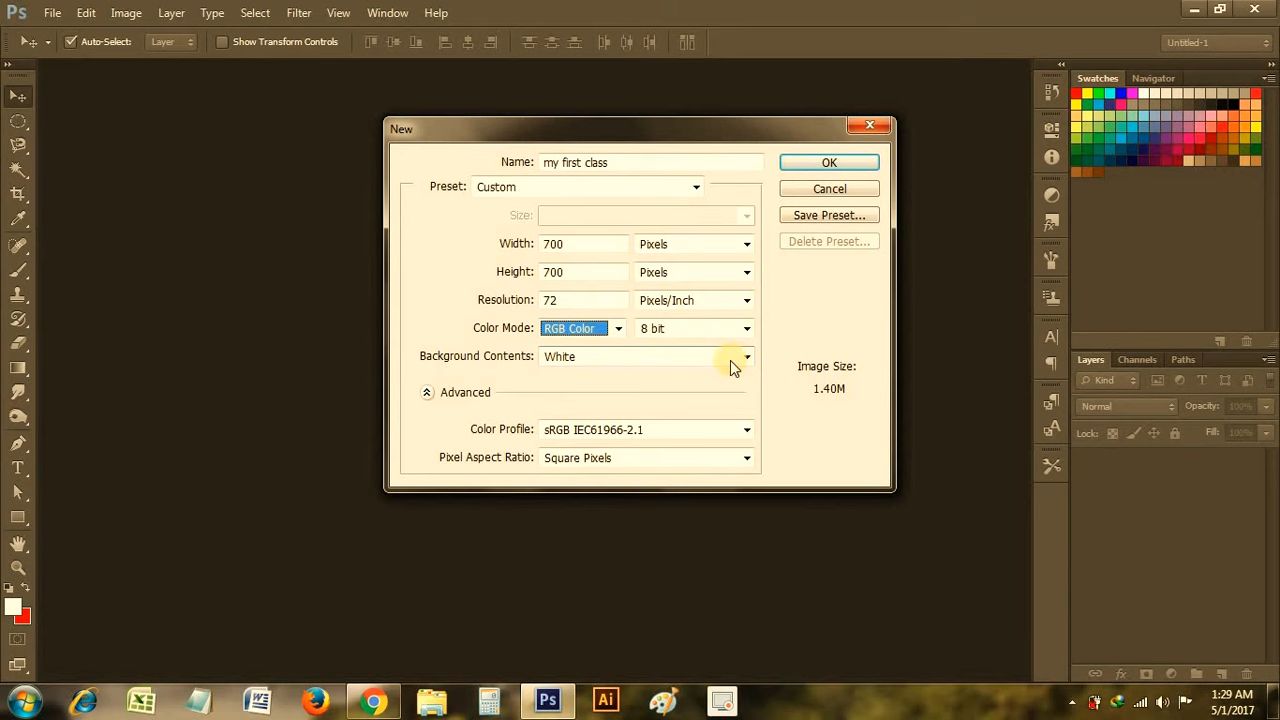 Ps File Edit Image Layer Type Select Filter View Window Help
Auto-Select: Layer Show Transform Controls Untitled-1
Swatches Navigator
New
Name: my first class OK
Preset: Custom Cancel
Size: Save Preset...
Width: 700 Pixels Delete Preset...
Height: 700 Pixels
Resolution: 72 Pixels/Inch
Color Mode: RGB Color 8 bit
Background Contents: White
Image Size:
1.40M
Advanced
Color Profile: sRGB IEC61966-2.1
Pixel Aspect Ratio: Square Pixels
Layers Channels Paths
Kind
Normal Opacity: 100%
Lock: Fill: 100%
Ps Ai
1:29 AM
5/1/2017